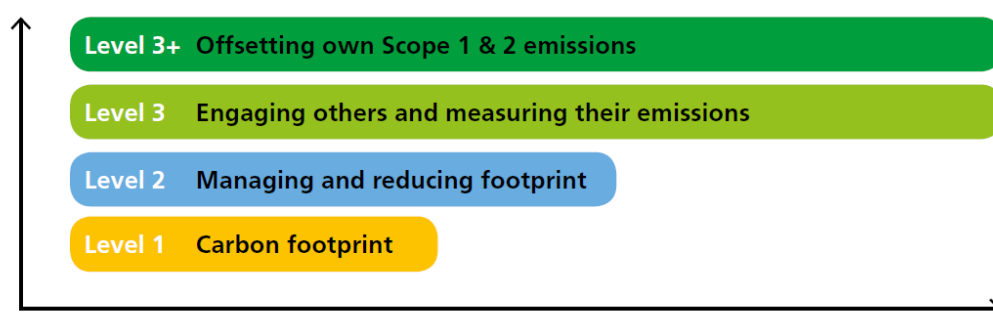 Level 3+ Offsetting own Scope 1 & 2 emissions
Level 3 Engaging others and measuring their emissions
Level 2 Managing and reducing footprint
Level 1 Carbon footprint